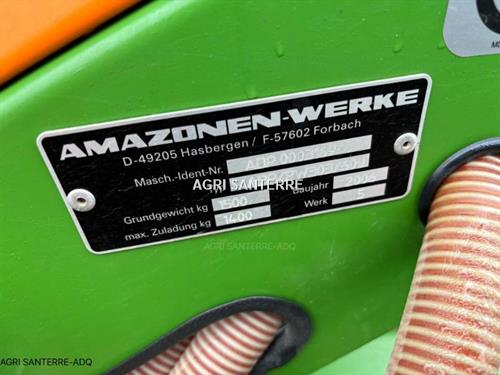 AMAZONEN-WERKE
D-49205 Hasbergen / F-57602 Forbach
Masch.-Ident-Nr.
AGRI SANTERRE
Baujahr 2005
Grundgewicht kg 1500 Werk S
max. Zuladung kg 1400
AGRI SANTERRE-ADQ
AGRI SANTERRE-ADQ